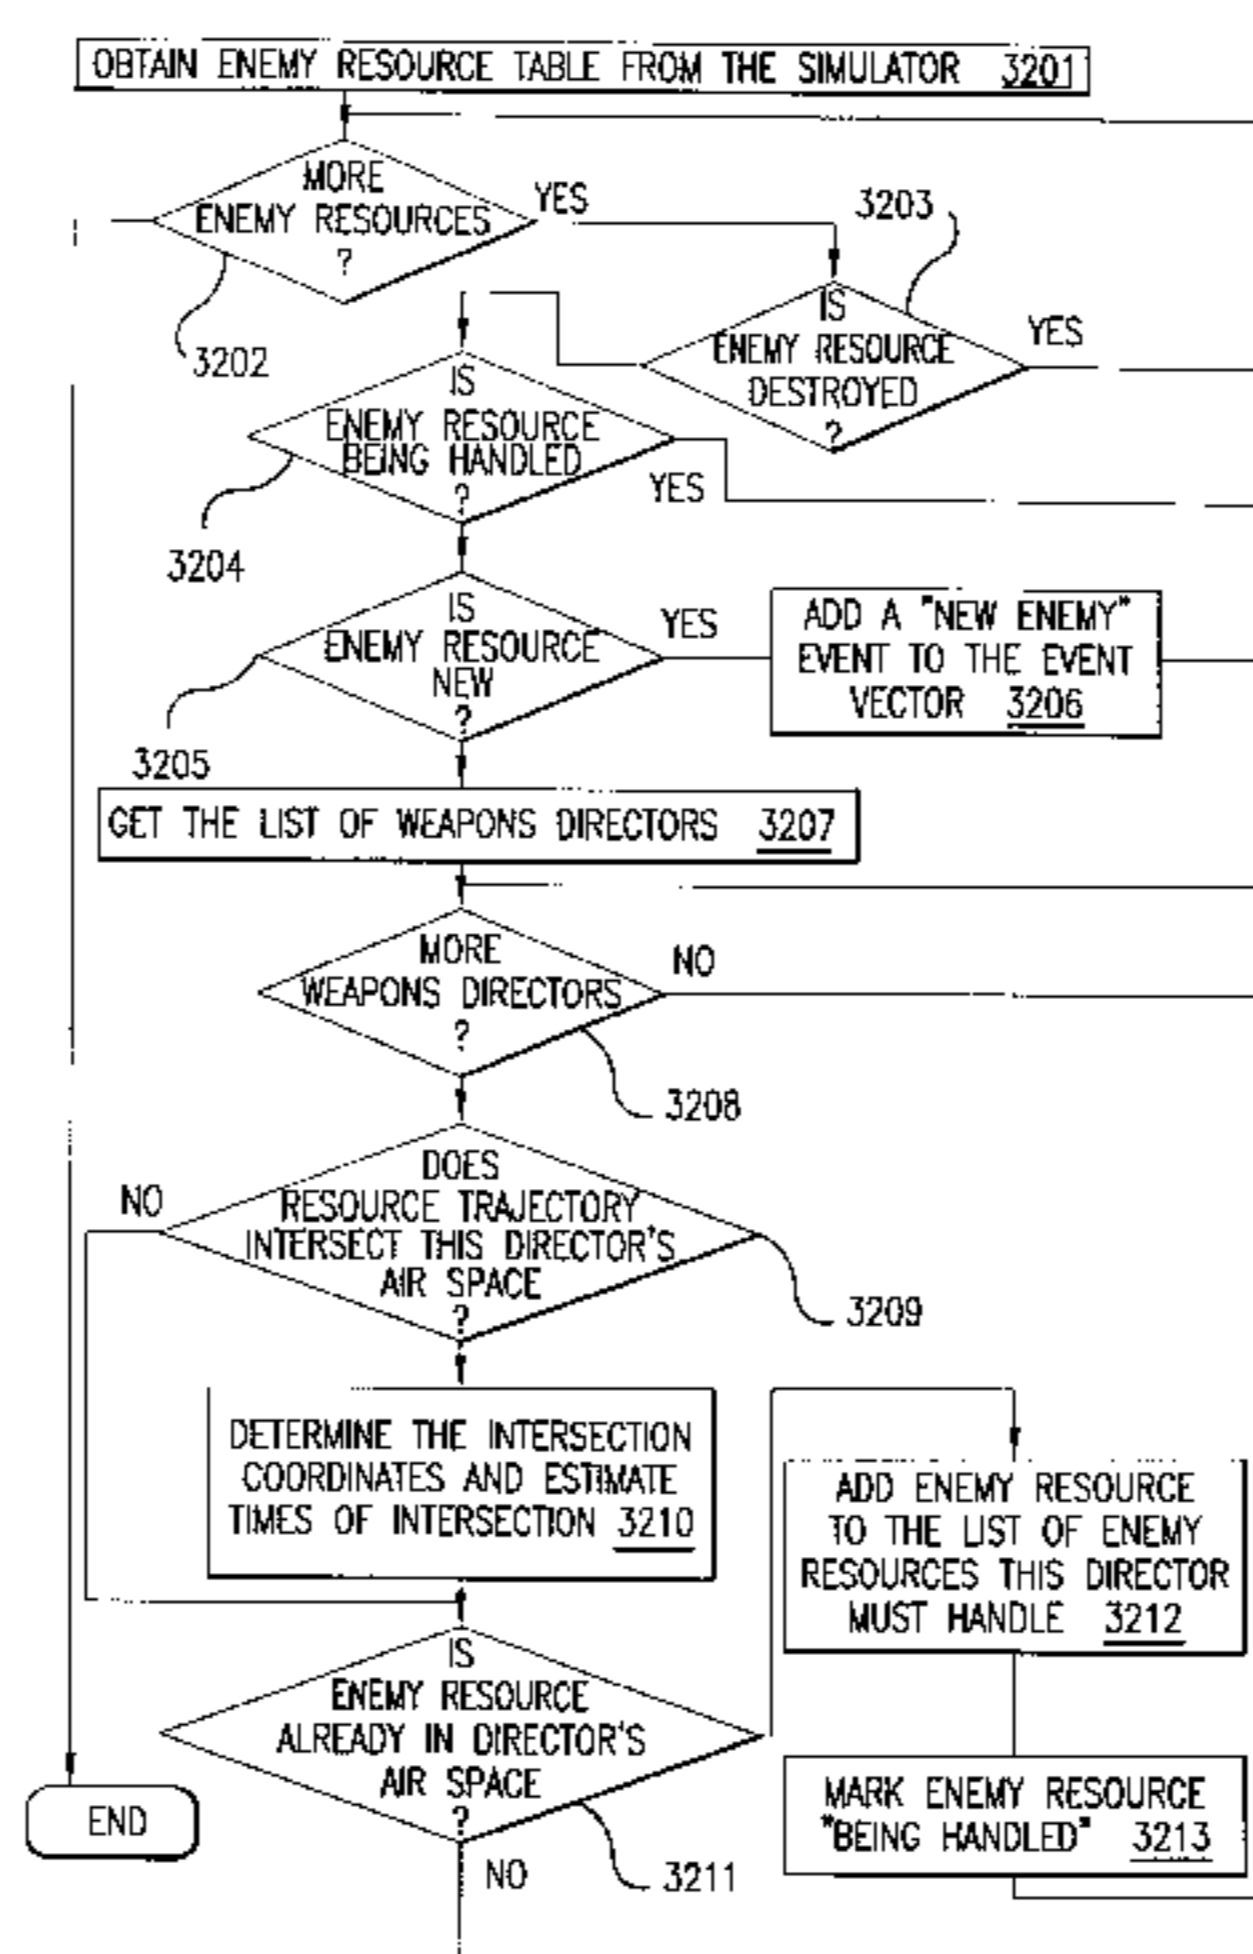 OBTAIN ENEMY RESOURCE TABLE FROM THE SIMULATOR 3201
MORE
ENEMY RESOURCES
?
YES
3202
3203
IS
ENEMY RESOURCE
DESTROYED
?
YES
IS
ENEMY RESOURCE
BEING HANDLED
?
YES
3204
IS
ENEMY RESOURCE
NEW
?
YES
3205
ADD A "NEW ENEMY"
EVENT TO THE EVENT
VECTOR 3206
GET THE LIST OF WEAPONS DIRECTORS 3207
MORE
WEAPONS DIRECTORS
?
NO
3208
DOES
RESOURCE TRAJECTORY
INTERSECT THIS DIRECTOR'S
AIR SPACE
?
NO
3209
DETERMINE THE INTERSECTION
COORDINATES AND ESTIMATE
TIMES OF INTERSECTION 3210
ADD ENEMY RESOURCE
TO THE LIST OF ENEMY
RESOURCES THIS DIRECTOR
MUST HANDLE 3212
IS
ENEMY RESOURCE
ALREADY IN DIRECTOR'S
AIR SPACE
?
NO
3211
MARK ENEMY RESOURCE
"BEING HANDLED" 3213
END